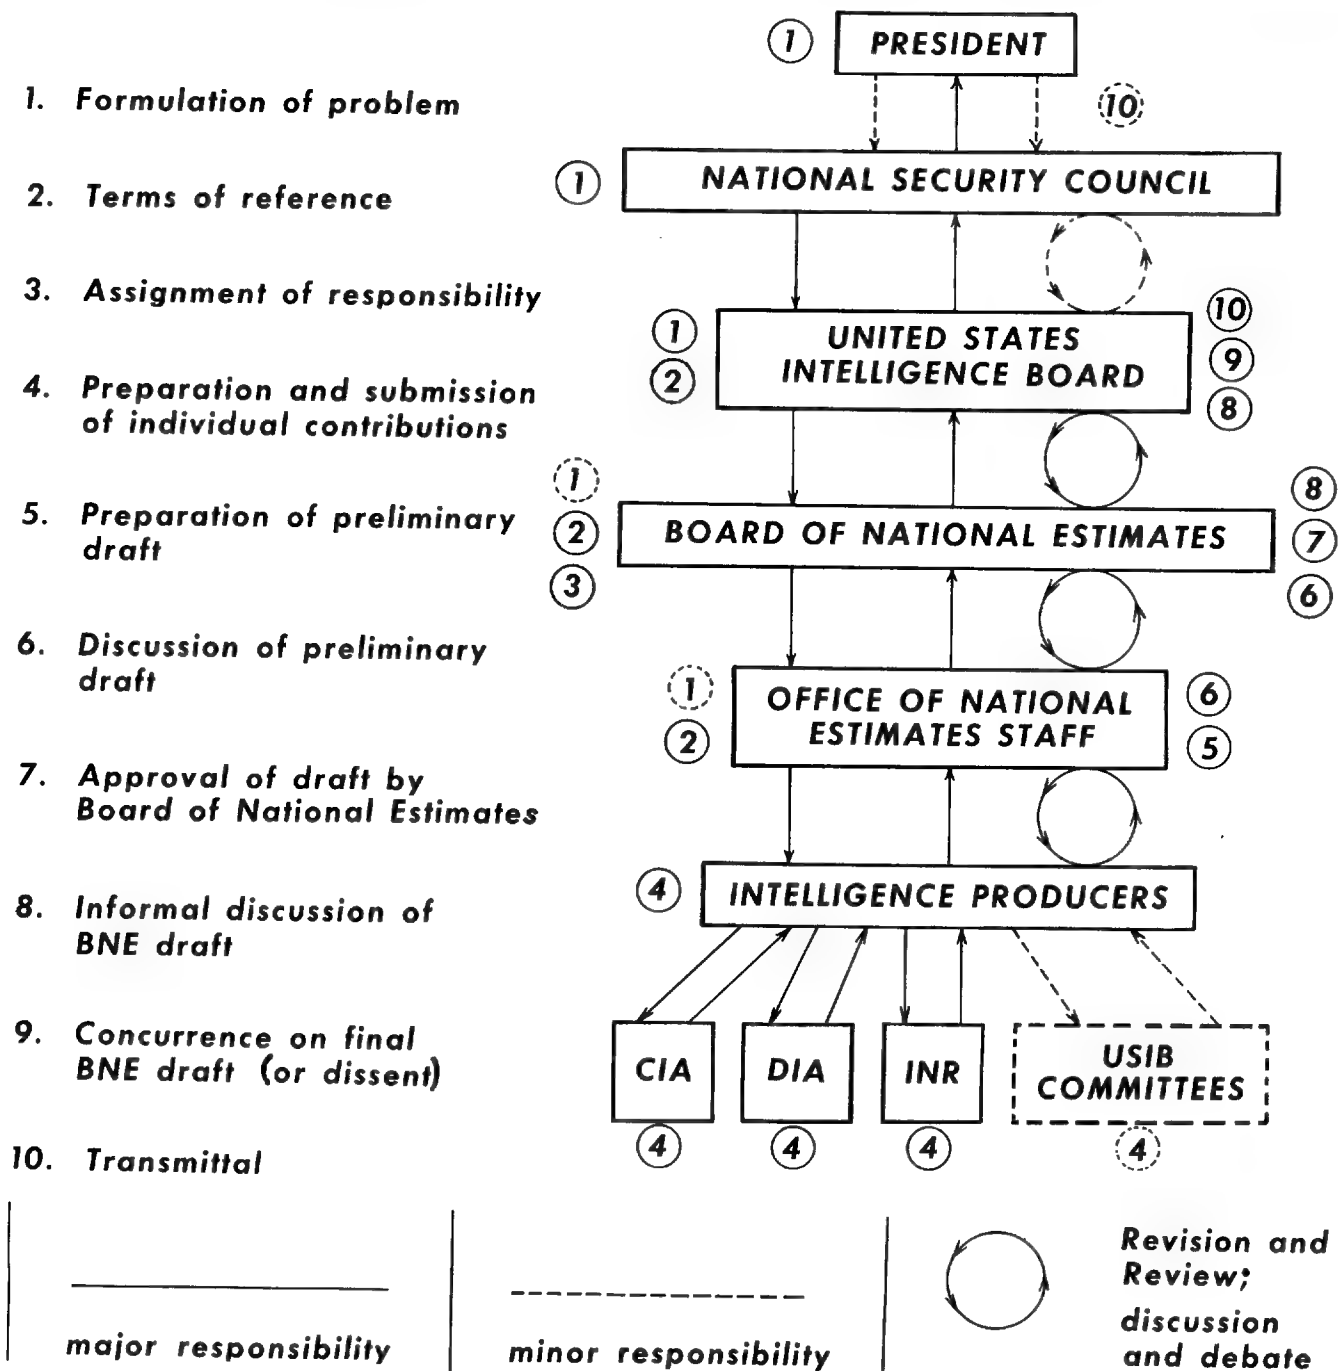 1. Formulation of problem
2. Terms of reference
3. Assignment of responsibility
4. Preparation and submission
of individual contributions
5. Preparation of preliminary
draft
6. Discussion of preliminary
draft
7. Approval of draft by
Board of National Estimates
8. Informal discussion of
BNE draft
9. Concurrence on final
BNE draft (or dissent)
10. Transmittal
1
PRESIDENT
10
1
NATIONAL SECURITY COUNCIL
1
2
UNITED STATES
INTELLIGENCE BOARD
10
9
8
1
2
3
BOARD OF NATIONAL ESTIMATES
8
7
6
1
2
OFFICE OF NATIONAL
ESTIMATES STAFF
6
5
4
INTELLIGENCE PRODUCERS
CIA
DIA
INR
USIB
COMMITTEES
4
4
4
4
major responsibility
minor responsibility
Revision and
Review;
discussion
and debate